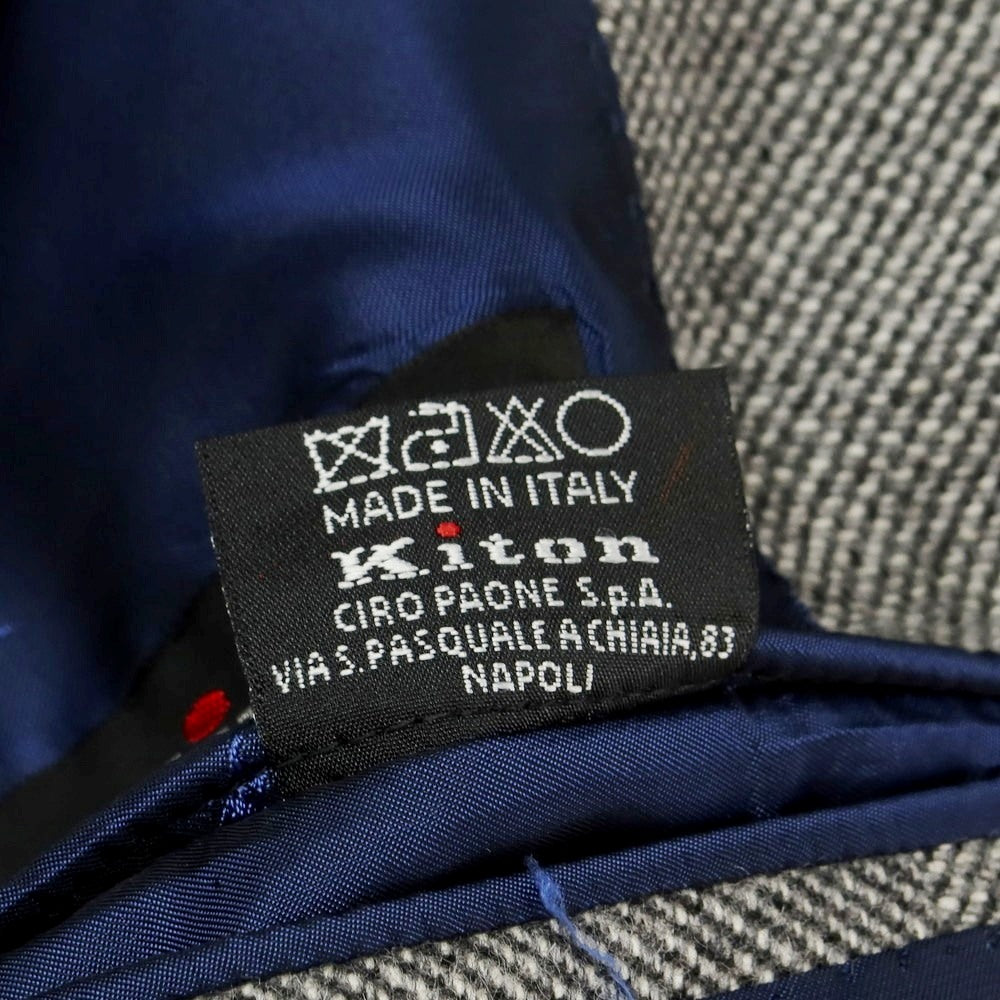 MADE IN ITALY
Kiton
CIRO PAONE S.p.A.
VIA S. PASQUALE A CHIAIA, 83
NAPOLI